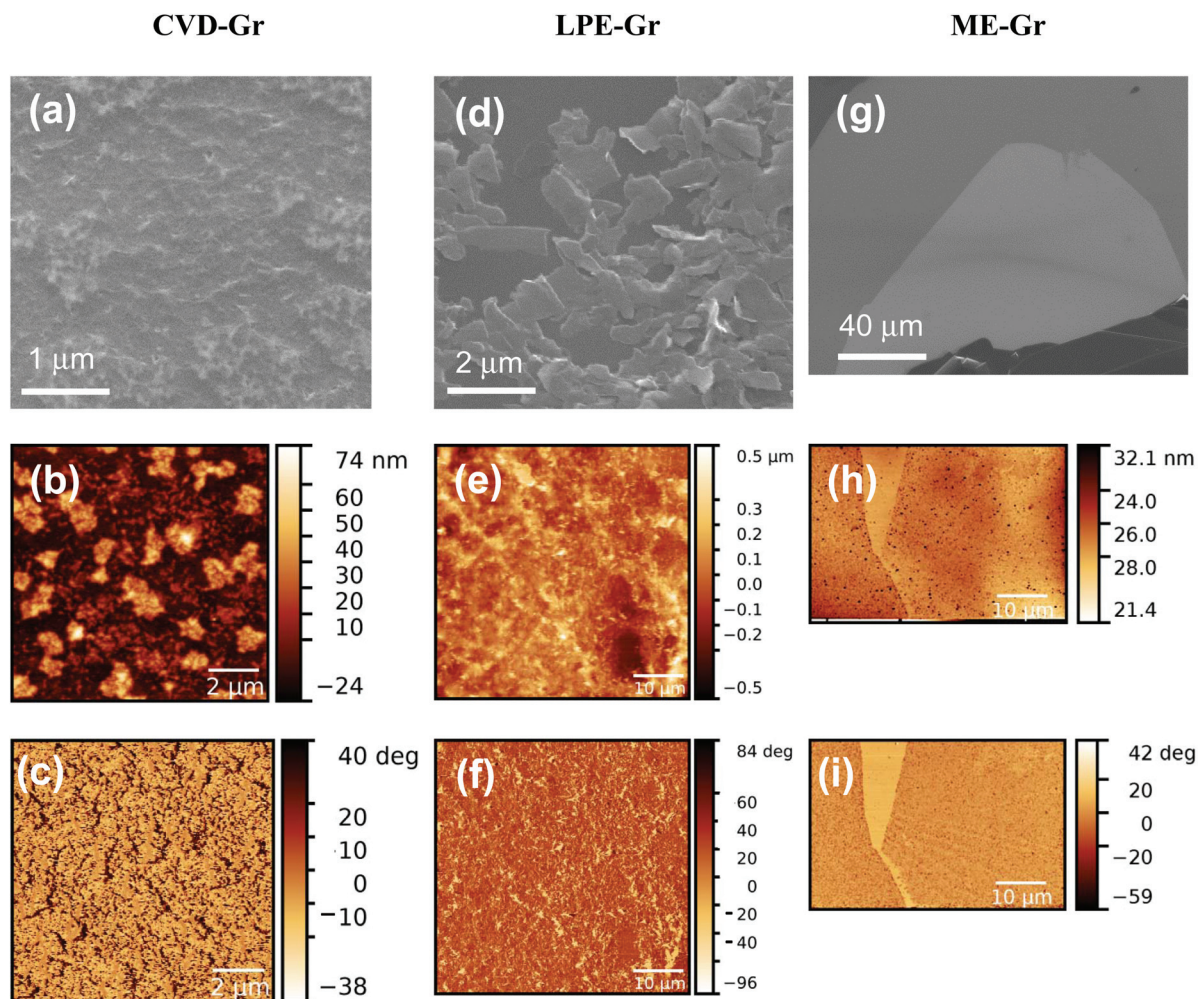 CVD-Gr
LPE-Gr
ME-Gr
(a)
1 μm
(d)
2 μm
(g)
40 μm
(b)
2 μm
74 nm
60
50
40
30
20
10
−24
(e)
10 μm
0.5 μm
0.3
0.2
0.1
0.0
−0.1
−0.2
−0.5
(h)
10 μm
32.1 nm
24.0
26.0
28.0
21.4
(c)
2 μm
40 deg
20
10
0
−10
−38
(f)
10 μm
84 deg
60
40
20
0
−20
−40
−96
(i)
10 μm
42 deg
20
0
−20
−59